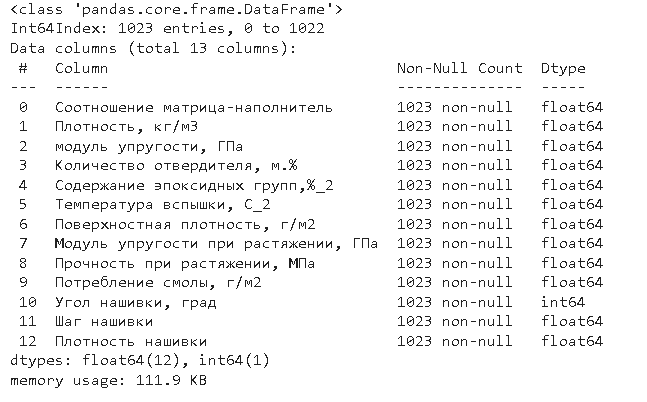 <class 'pandas.core.frame.DataFrame'>
Int64Index: 1023 entries, 0 to 1022
Data columns (total 13 columns):
 #   Column                                Non-Null Count  Dtype
---  ------                                --------------  -----
 0   Соотношение матрица-наполнитель       1023 non-null   float64
 1   Плотность, кг/м3                      1023 non-null   float64
 2   модуль упругости, ГПа                 1023 non-null   float64
 3   Количество отвердителя, м.%           1023 non-null   float64
 4   Содержание эпоксидных групп,%_2       1023 non-null   float64
 5   Температура вспышки, С_2              1023 non-null   float64
 6   Поверхностная плотность, г/м2         1023 non-null   float64
 7   Модуль упругости при растяжении, ГПа  1023 non-null   float64
 8   Прочность при растяжении, МПа         1023 non-null   float64
 9   Потребление смолы, г/м2               1023 non-null   float64
 10  Угол нашивки, град                    1023 non-null   int64
 11  Шаг нашивки                           1023 non-null   float64
 12  Плотность нашивки                     1023 non-null   float64
dtypes: float64(12), int64(1)
memory usage: 111.9 KB